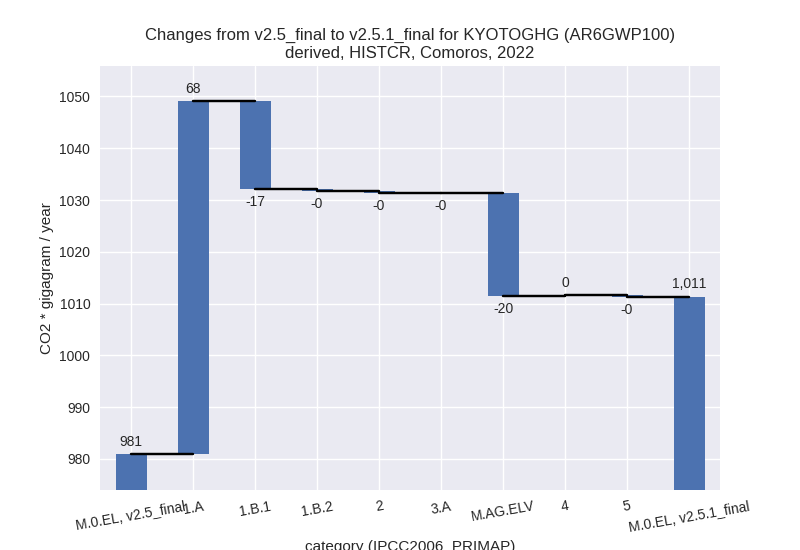 Changes from v2.5_final to v2.5.1_final for KYOTOGHG (AR6GWP100)
derived, HISTCR, Comoros, 2022
CO2 * gigagram / year
1050
1040
1030
1020
1010
1000
990
980
981
68
-17
-0
-0
-0
-20
0
-0
1,011
M.0.EL, v2.5_final
1.A
1.B.1
1.B.2
2
3.A
M.AG.ELV
4
5
M.0.EL, v2.5.1_final
category (IPCC2006_PRIMAP)